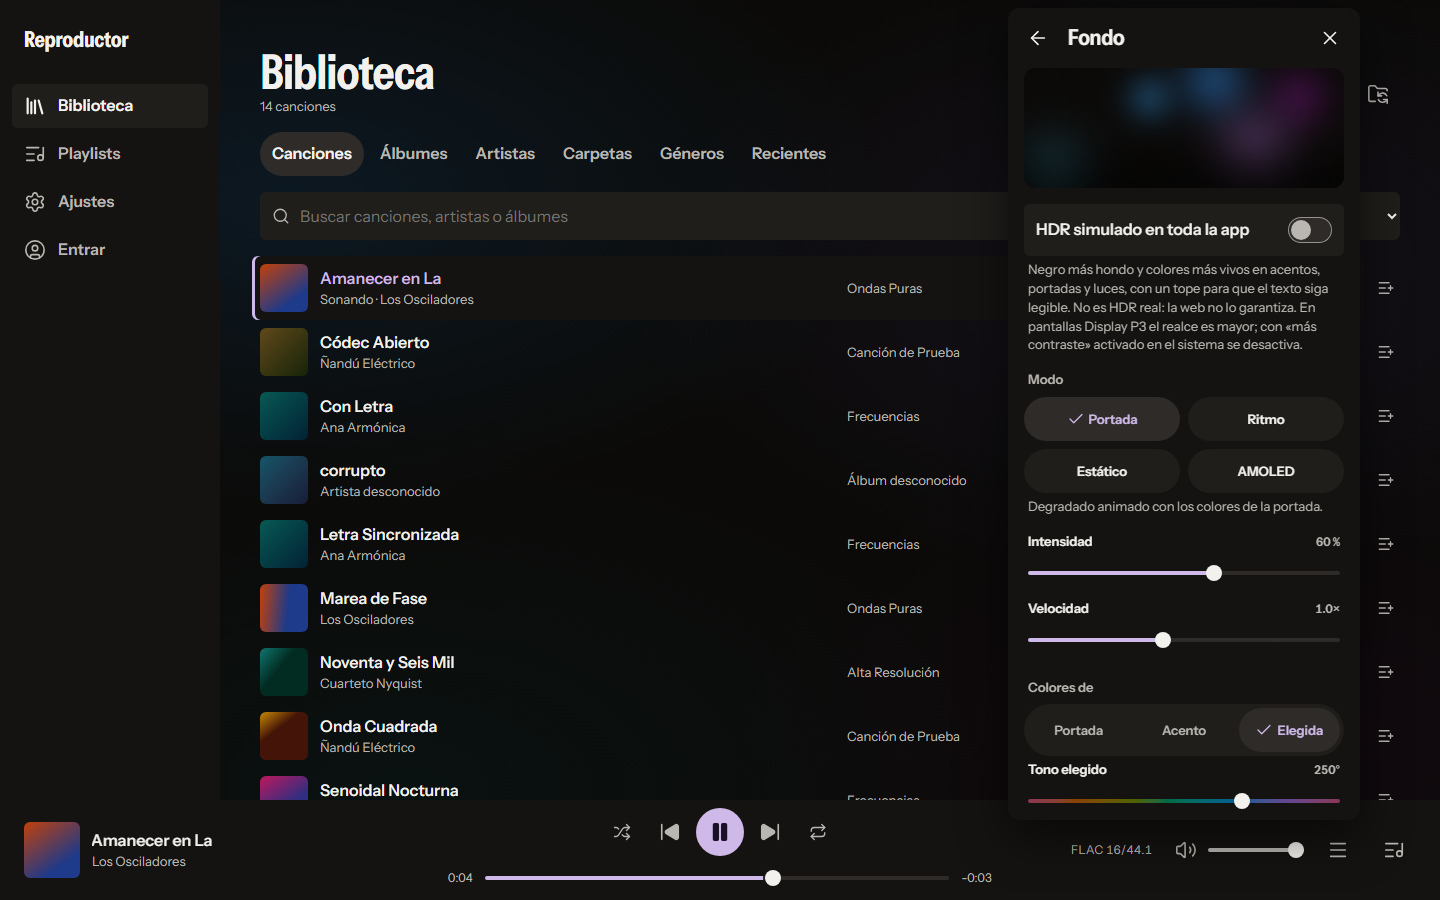 Reproductor
Biblioteca
Playlists
Ajustes
Entrar
Biblioteca
14 canciones
Canciones
Álbumes
Artistas
Carpetas
Géneros
Recientes
Buscar canciones, artistas o álbumes
Amanecer en La
Sonando · Los Osciladores
Ondas Puras
Códec Abierto
Ñandú Eléctrico
Canción de Prueba
Con Letra
Ana Armónica
Frecuencias
corrupto
Artista desconocido
Álbum desconocido
Letra Sincronizada
Ana Armónica
Frecuencias
Marea de Fase
Los Osciladores
Ondas Puras
Noventa y Seis Mil
Cuarteto Nyquist
Alta Resolución
Onda Cuadrada
Ñandú Eléctrico
Canción de Prueba
Senoidal Nocturna
Frecuencias
Fondo
HDR simulado en toda la app
Negro más hondo y colores más vivos en acentos,
portadas y luces, con un tope para que el texto siga
legible. No es HDR real: la web no lo garantiza. En
pantallas Display P3 el realce es mayor; con «más
contraste» activado en el sistema se desactiva.
Modo
Portada
Ritmo
Estático
AMOLED
Degradado animado con los colores de la portada.
Intensidad
60 %
Velocidad
1.0×
Colores de
Portada
Acento
Elegida
Tono elegido
250°
Amanecer en La
Los Osciladores
0:04
-0:03
FLAC 16/44.1